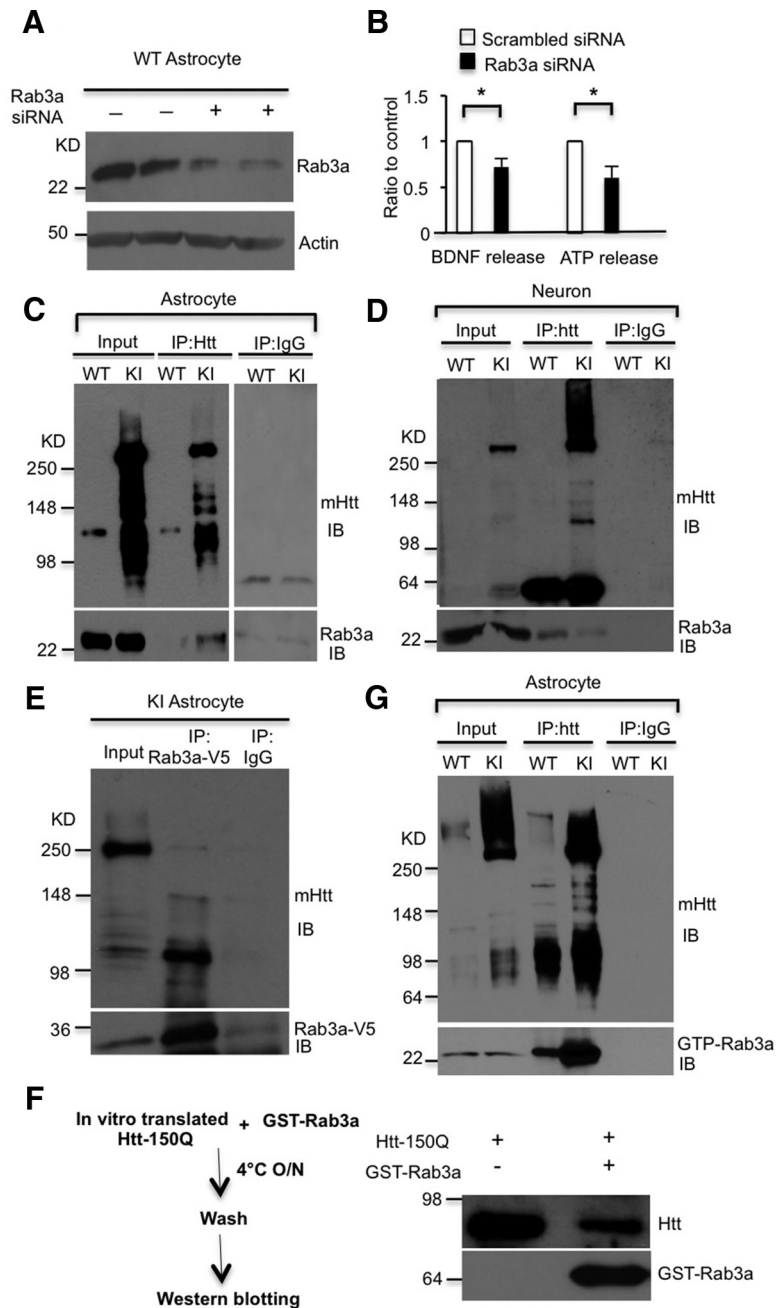 A
WT Astrocyte
Rab3a siRNA – – + +
KD
22
Rab3a
50
Actin
B
Scrambled siRNA
Rab3a siRNA
Ratio to control
1.5
1
0.5
0
* *
BDNF release ATP release
C
Astrocyte
Input IP:Htt IP:IgG
WT KI WT KI WT KI
KD
250
148
98
mHtt
IB
22
Rab3a
IB
D
Neuron
Input IP:htt IP:IgG
WT KI WT KI WT KI
KD
250
148
98
64
mHtt
IB
22
Rab3a
IB
E
KI Astrocyte
Input IP: Rab3a-V5 IP: IgG
KD
250
148
98
mHtt
IB
36
Rab3a-V5
IB
G
Astrocyte
Input IP:htt IP:IgG
WT KI WT KI WT KI
KD
250
148
98
64
mHtt
IB
22
GTP-Rab3a
IB
F
In vitro translated + GST-Rab3a
Htt-150Q
4°C O/N
Wash
Western blotting
Htt-150Q + +
GST-Rab3a - +
98
Htt
64
GST-Rab3a